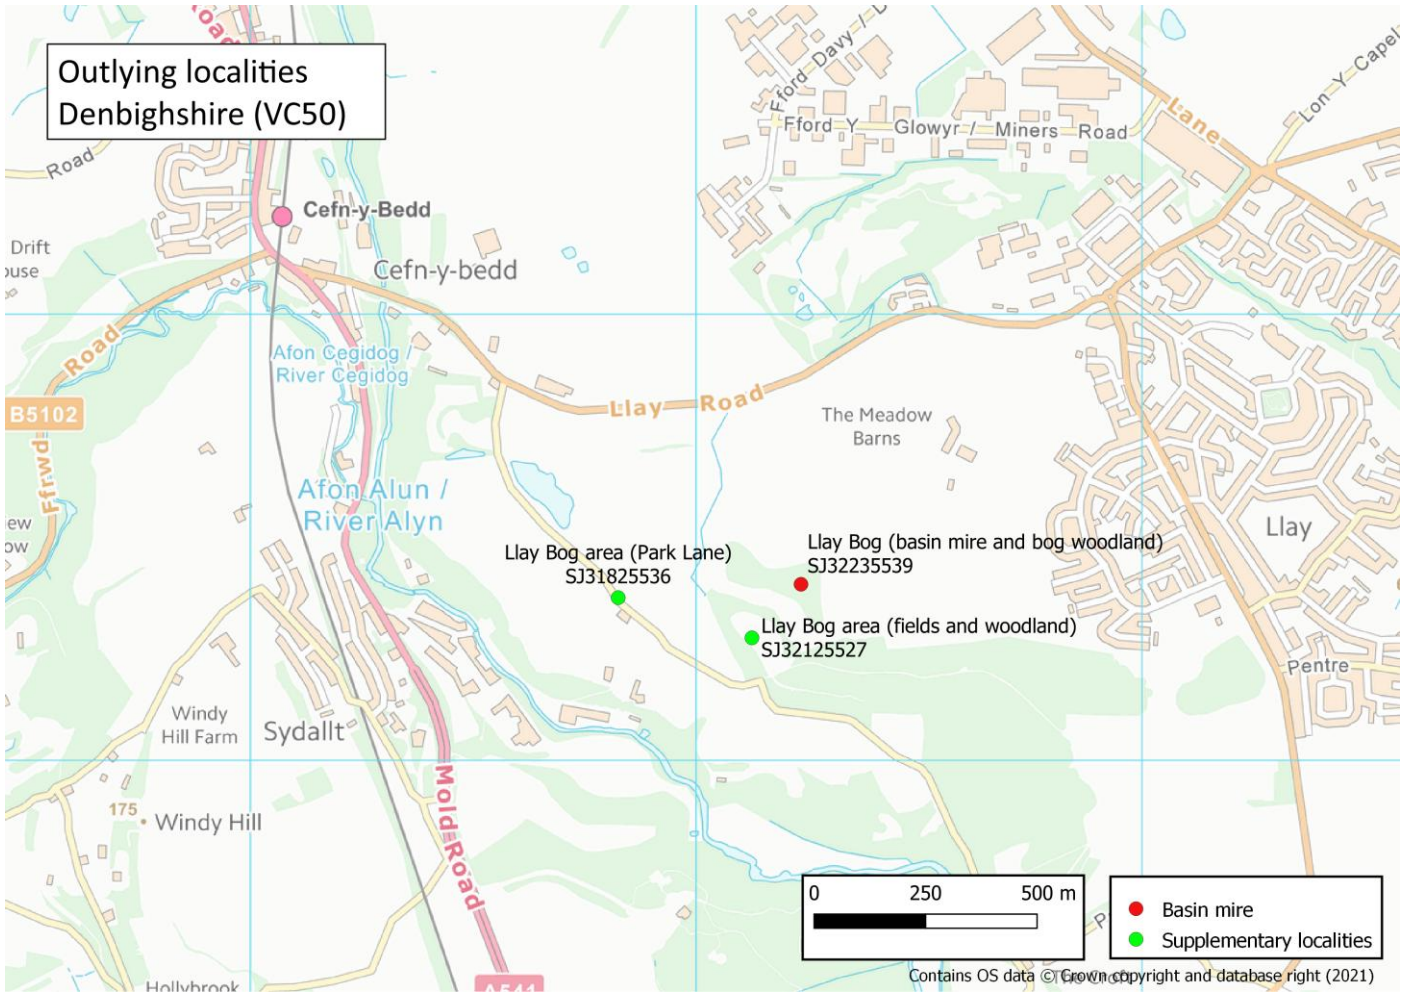 Outlying localities
Denbighshire (VC50)
Road
Road
Cefn-y-Bedd
Cefn-y-bedd
Drift
Fford Davy /
Fford Y Glowyr / Miners Road
Lane
Lon Y Capel
Road
B5102
Ffrwd
Afon Cegidog /
River Cegidog
Llay Road
The Meadow
Barns
Afon Alun /
River Alyn
Llay
Llay Bog area (Park Lane)
SJ31825536
Llay Bog (basin mire and bog woodland)
SJ32235539
Llay Bog area (fields and woodland)
SJ32125527
Pentre
Windy
Hill Farm
Sydallt
175
Windy Hill
Mold Road
A541
Hollybrook
0 250 500 m
Basin mire
Supplementary localities
Contains OS data © Crown copyright and database right (2021)